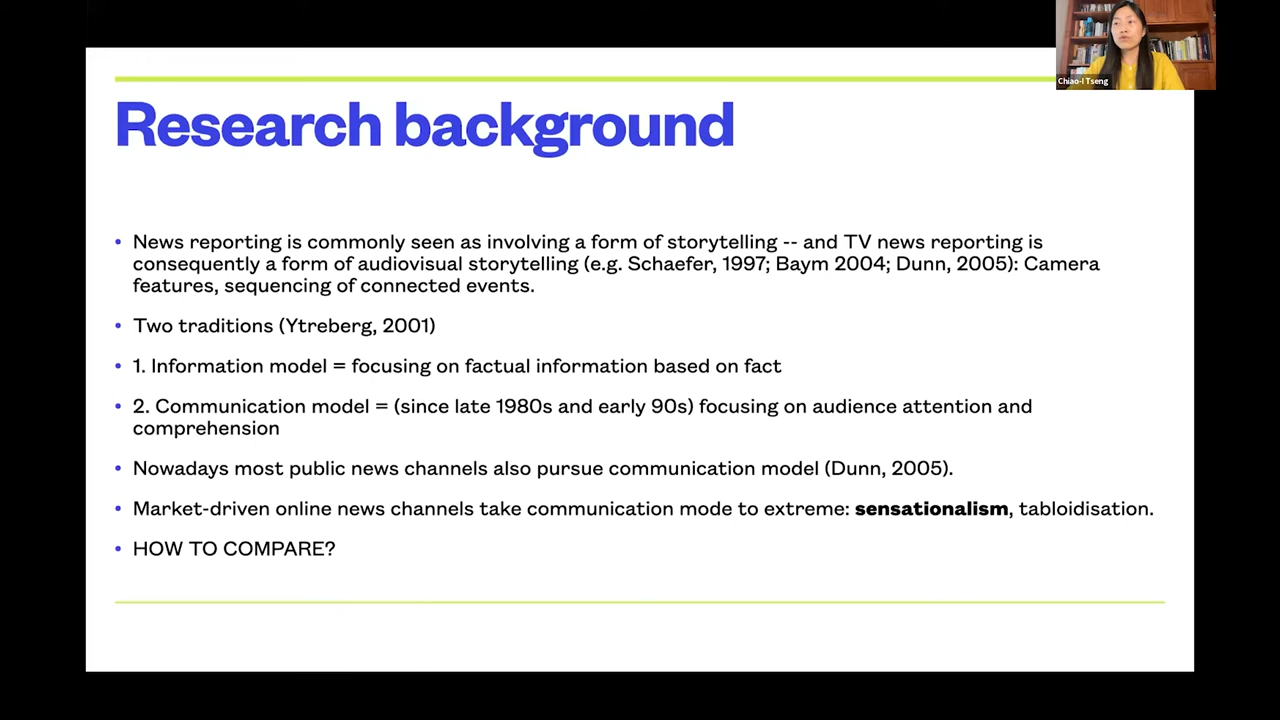 Chiao-I Tseng
Research background
• News reporting is commonly seen as involving a form of storytelling -- and TV news reporting is
consequently a form of audiovisual storytelling (e.g. Schaefer, 1997; Baym 2004; Dunn, 2005): Camera
features, sequencing of connected events.
• Two traditions (Ytreberg, 2001)
• 1. Information model = focusing on factual information based on fact
• 2. Communication model = (since late 1980s and early 90s) focusing on audience attention and
comprehension
• Nowadays most public news channels also pursue communication model (Dunn, 2005).
• Market-driven online news channels take communication mode to extreme: sensationalism, tabloidisation.
• HOW TO COMPARE?